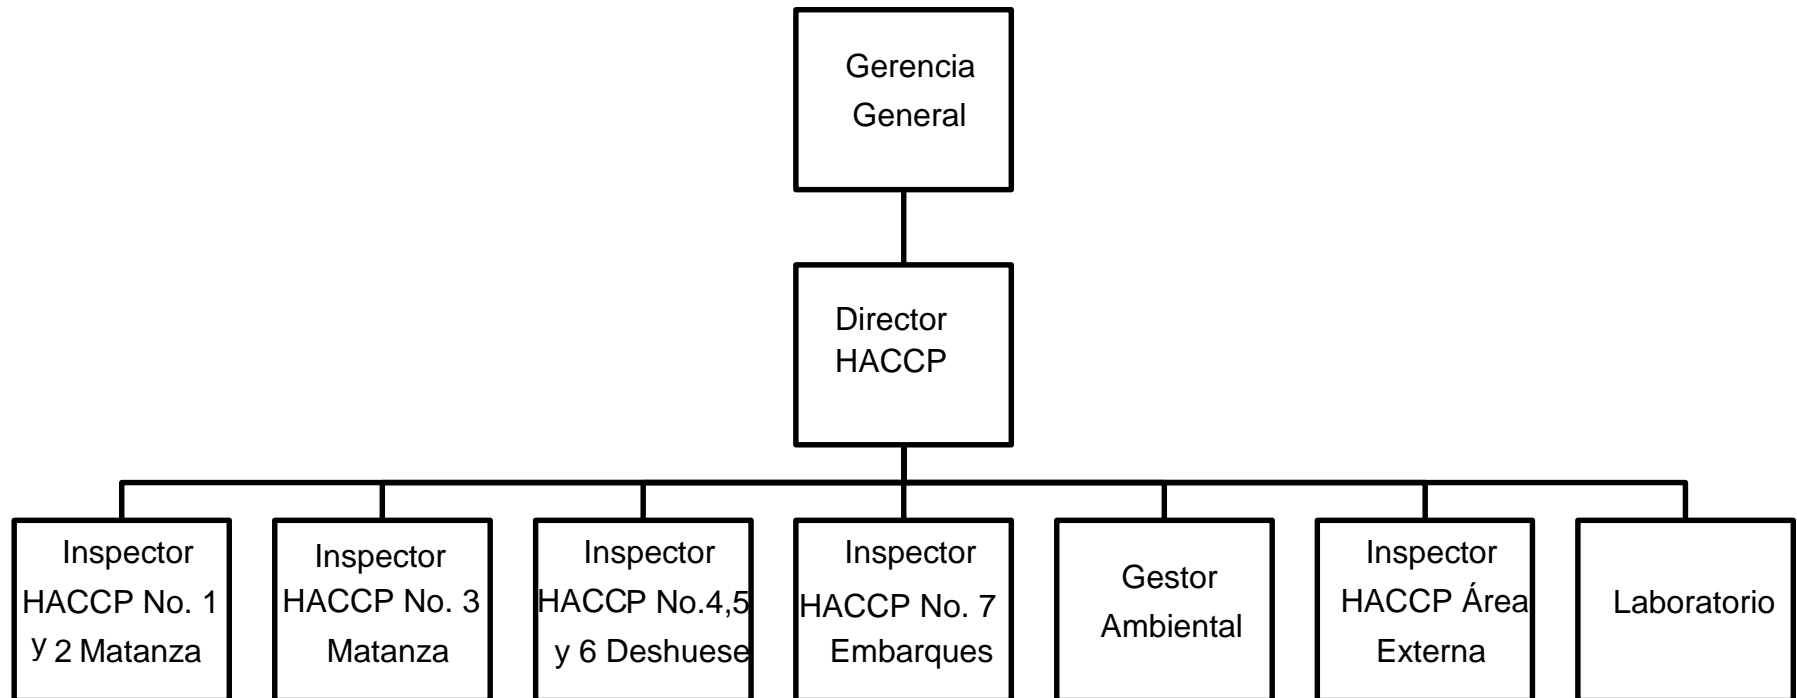 Gerencia
General
Director
HACCP
Inspector
HACCP No. 1
y 2 Matanza
Inspector
HACCP No. 3
Matanza
Inspector
HACCP No.4,5
y 6 Deshuese
Inspector
HACCP No. 7
Embarques
Gestor
Ambiental
Inspector
HACCP Área
Externa
Laboratorio